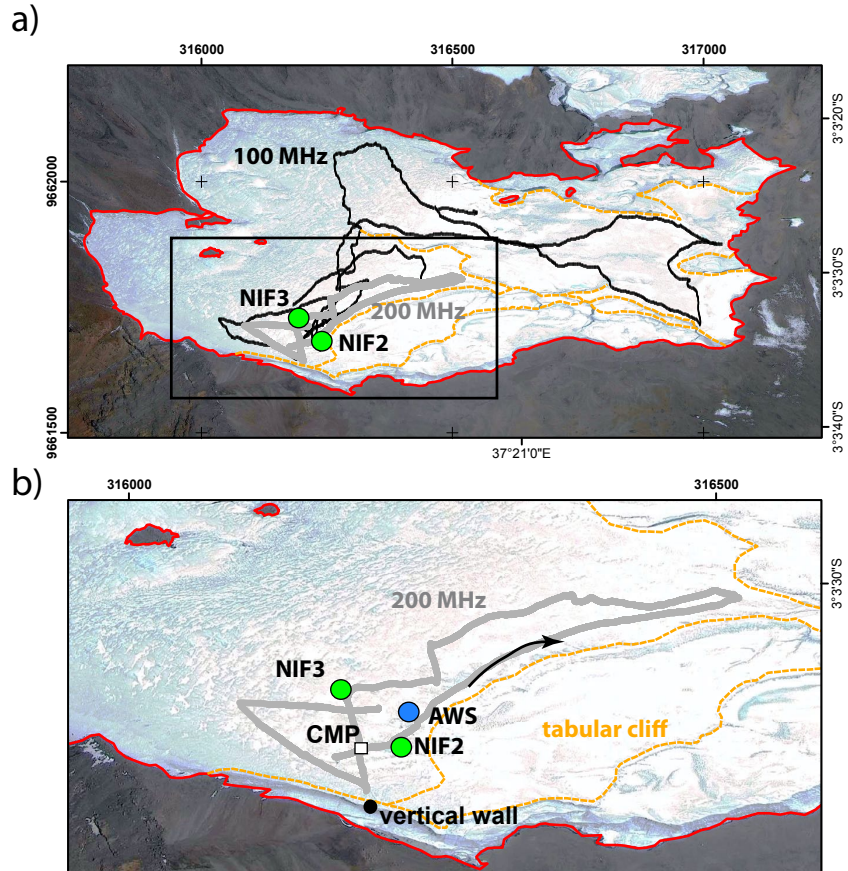 a)
316000 316500 317000
3°3'20"S
100 MHz
9662000
3°3'30"S
NIF3
200 MHz
NIF2
9661500
3°3'40"S
37°21'0"E
b)
316000 316500
3°3'30"S
200 MHz
NIF3
AWS
CMP
NIF2
tabular cliff
vertical wall